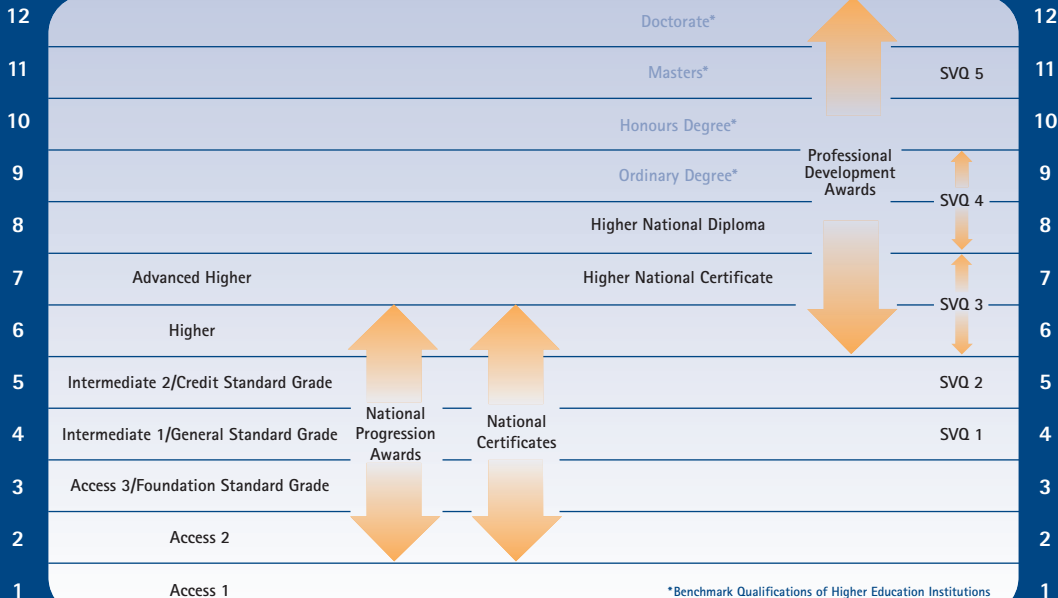 12 Doctorate* 12
11 Masters* SVQ 5 11
10 Honours Degree* 10
Professional
Development
Awards
9 Ordinary Degree* 9
SVQ 4
8 Higher National Diploma 8
7 Advanced Higher Higher National Certificate 7
SVQ 3
6 Higher 6
5 Intermediate 2/Credit Standard Grade SVQ 2 5
National
Progression
Awards
National
Certificates
4 Intermediate 1/General Standard Grade SVQ 1 4
3 Access 3/Foundation Standard Grade 3
2 Access 2 2
1 Access 1 *Benchmark Qualifications of Higher Education Institutions 1